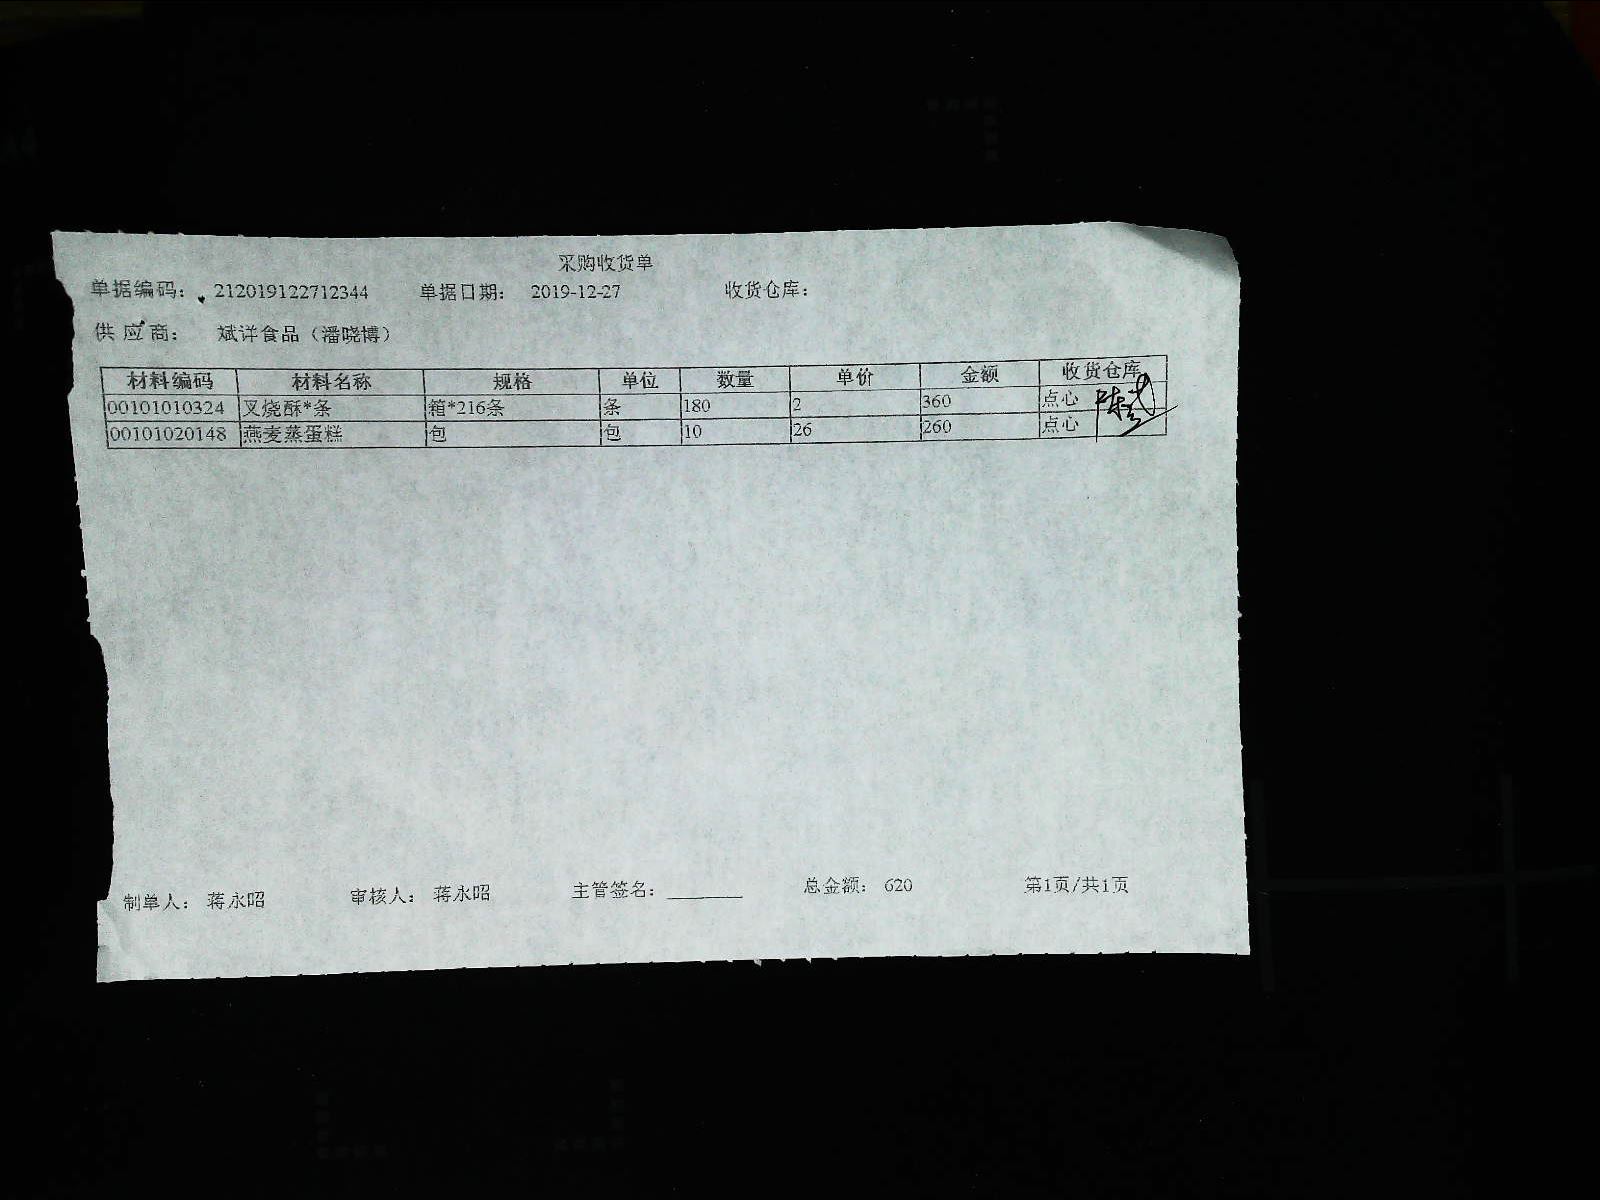 采购收货单
单据编码： 212019122712344 单据日期： 2019-12-27 收货仓库：
供应商： 斌详食品（潘晓博）
材料编码 材料名称 规格 单位 数量 单价 金额 收货仓库
00101010324 叉烧酥*条 箱*216条 条 180 2 360 点心
00101020148 燕麦蒸蛋糕 包 包 10 26 260 点心
制单人： 蒋永昭 审核人： 蒋永昭 主管签名：_______ 总金额： 620 第1页/共1页